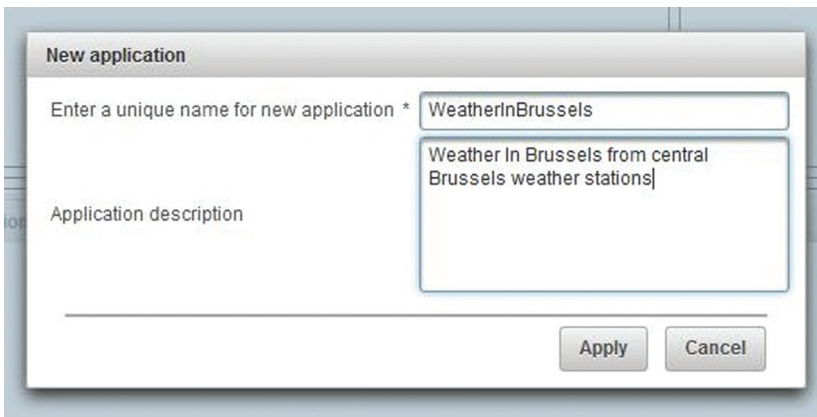 New application
Enter a unique name for new application * WeatherInBrussels
Weather In Brussels from central
Brussels weather stations
Application description
Apply Cancel